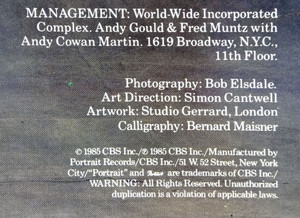 MANAGEMENT: World-Wide Incorporated
Complex. Andy Gould & Fred Muntz with
Andy Cowan Martin. 1619 Broadway, N.Y.C.,
11th Floor.
Photography: Bob Elsdale.
Art Direction: Simon Cantwell
Artwork: Studio Gerrard, London
Calligraphy: Bernard Maisner
© 1985 CBS Inc./℗ 1985 CBS Inc./Manufactured by
Portrait Records/CBS Inc./51 W. 52 Street, New York
City/"Portrait" and are trademarks of CBS Inc./
WARNING: All Rights Reserved. Unauthorized
duplication is a violation of applicable laws.